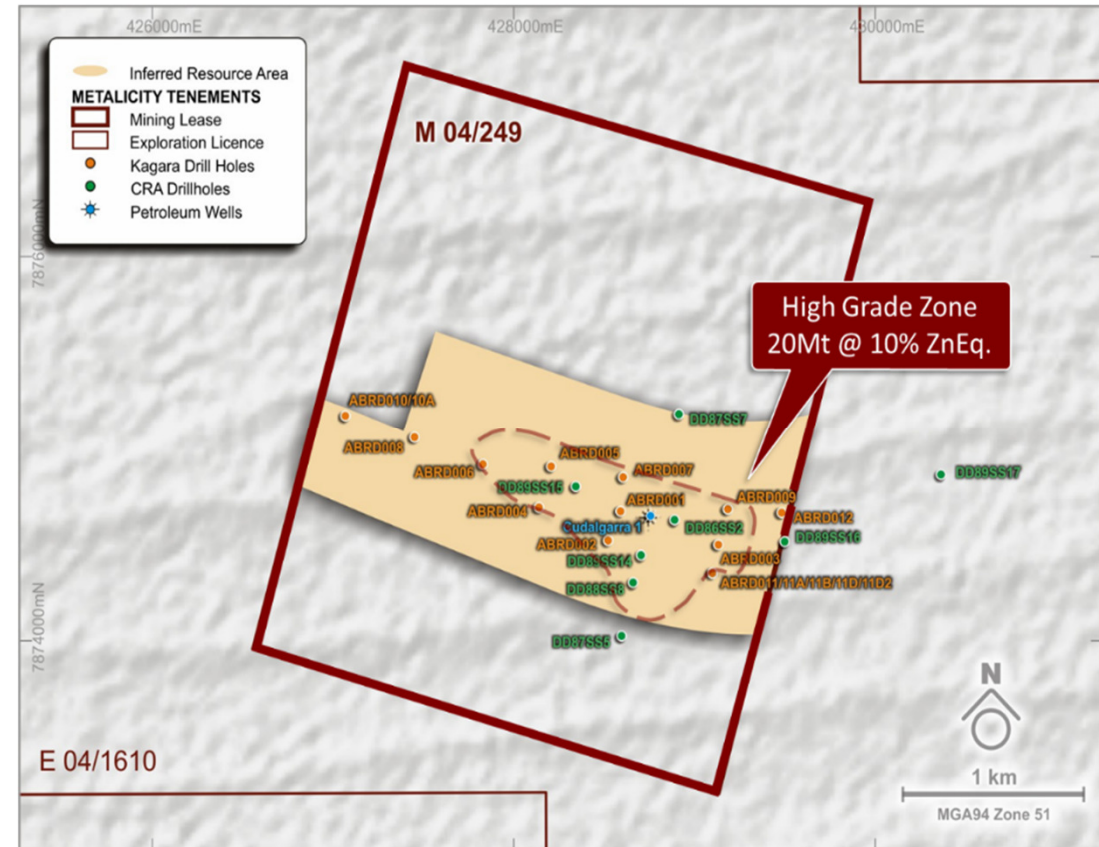 426000mE
428000mE
430000mE
Inferred Resource Area
METALICITY TENEMENTS
Mining Lease
Exploration Licence
Kagara Drill Holes
CRA Drillholes
Petroleum Wells
M 04/249
7876000mN
High Grade Zone
20Mt @ 10% ZnEq.
ABRD010/10A
DD87SS7
ABRD008
ABRD005
ABRD006
ABRD007
DD89SS17
DD89SS15
ABRD001
ABRD009
ABRD004
ABRD012
Cudalgarra 1
DD86SS2
ABRD002
DD89SS16
DD89SS14
ABRD003
DD88SS8
ABRD011/11A/11B/11D/11D2
7874000mN
DD87SS5
N
E 04/1610
1 km
MGA94 Zone 51